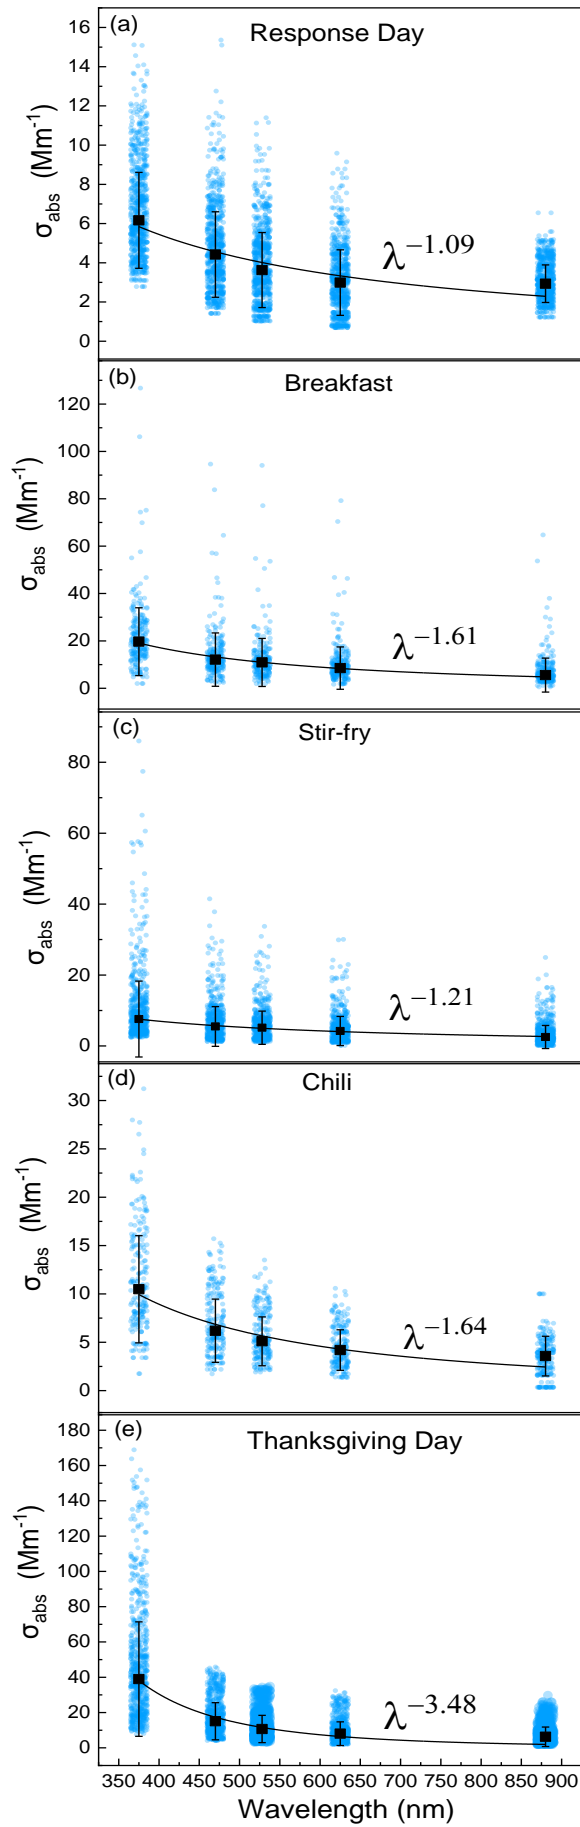 (a) Response Day
16
14
12
10
8
6
4
2
0
σabs (Mm⁻¹)
λ⁻¹·⁰⁹
(b) Breakfast
120
100
80
60
40
20
0
σabs (Mm⁻¹)
λ⁻¹·⁶¹
(c) Stir-fry
80
60
40
20
0
σabs (Mm⁻¹)
λ⁻¹·²¹
(d) Chili
30
25
20
15
10
5
0
σabs (Mm⁻¹)
λ⁻¹·⁶⁴
(e) Thanksgiving Day
180
160
140
120
100
80
60
40
20
0
σabs (Mm⁻¹)
λ⁻³·⁴⁸
350 400 450 500 550 600 650 700 750 800 850 900
Wavelength (nm)